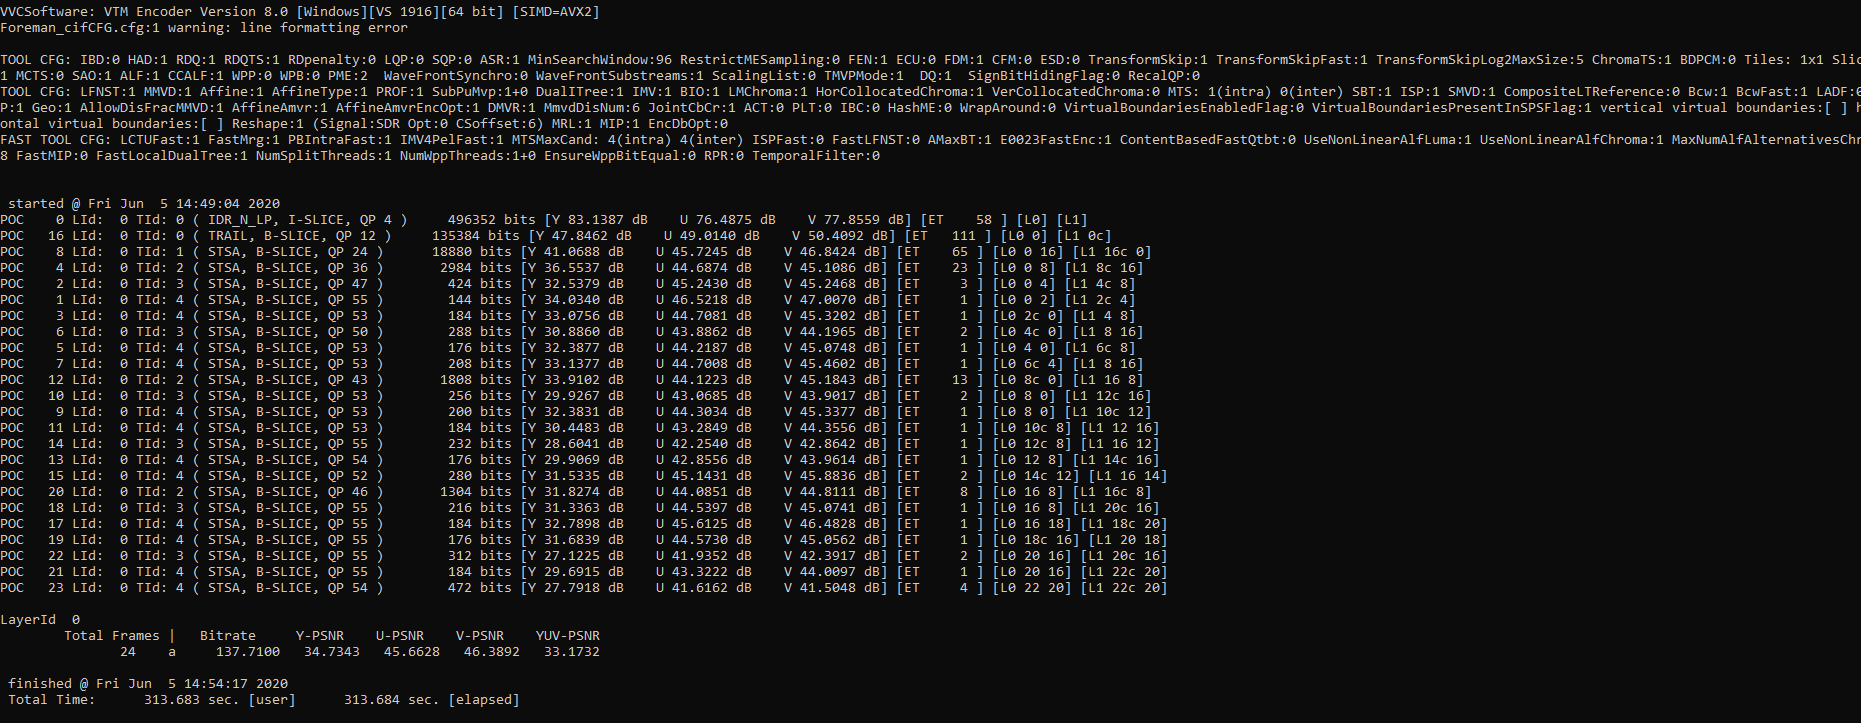 VVCSoftware: VTM Encoder Version 8.0 [Windows][VS 1916][64 bit] [SIMD=AVX2]
Foreman_cifCFG.cfg:1 warning: line formatting error
TOOL CFG: IBD:0 HAD:1 RDQ:1 RDQTS:1 RDpenalty:0 LQP:0 SQP:0 ASR:1 MinSearchWindow:96 RestrictMESampling:0 FEN:1 ECU:0 FDM:1 CFM:0 ESD:0 TransformSkip:1 TransformSkipFast:1 TransformSkipLog2MaxSize:5 ChromaTS:1 BDPCM:0 Tiles: 1x1 Slic
1 MCTS:0 SAO:1 ALF:1 CCALF:1 WPP:0 WPB:0 PME:2  WaveFrontSynchro:0 WaveFrontSubstreams:1 ScalingList:0 TMVPMode:1  DQ:1  SignBitHidingFlag:0 RecalQP:0
TOOL CFG: LFNST:1 MMVD:1 Affine:1 AffineType:1 PROF:1 SubPuMvp:1+0 DualITree:1 IMV:1 BIO:1 LMChroma:1 HorCollocatedChroma:1 VerCollocatedChroma:0 MTS: 1(intra) 0(inter) SBT:1 ISP:1 SMVD:1 CompositeLTReference:0 Bcw:1 BcwFast:1 LADF:0
P:1 Geo:1 AllowDisFracMMVD:1 AffineAmvr:1 AffineAmvrEncOpt:1 DMVR:1 MmvdDisNum:6 JointCbCr:1 ACT:0 PLT:0 IBC:0 HashME:0 WrapAround:0 VirtualBoundariesEnabledFlag:0 VirtualBoundariesPresentInSPSFlag:1 vertical virtual boundaries:[ ] h
ontal virtual boundaries:[ ] Reshape:1 (Signal:SDR Opt:0 CSoffset:6) MRL:1 MIP:1 EncDbOpt:0
FAST TOOL CFG: LCTUFast:1 FastMrg:1 PBIntraFast:1 IMV4PelFast:1 MTSMaxCand: 4(intra) 4(inter) ISPFast:0 FastLFNST:0 AMaxBT:1 E0023FastEnc:1 ContentBasedFastQtbt:0 UseNonLinearAlfLuma:1 UseNonLinearAlfChroma:1 MaxNumAlfAlternativesChr
8 FastMIP:0 FastLocalDualTree:1 NumSplitThreads:1 NumWppThreads:1+0 EnsureWppBitEqual:0 RPR:0 TemporalFilter:0
started @ Fri Jun  5 14:49:04 2020
POC    0 LId:  0 TId: 0 ( IDR_N_LP, I-SLICE, QP 4 )     496352 bits [Y 83.1387 dB    U 76.4875 dB    V 77.8559 dB] [ET    58 ] [L0] [L1]
POC   16 LId:  0 TId: 0 ( TRAIL, B-SLICE, QP 12 )     135384 bits [Y 47.8462 dB    U 49.0140 dB    V 50.4092 dB] [ET   111 ] [L0 0] [L1 0c]
POC    8 LId:  0 TId: 1 ( STSA, B-SLICE, QP 24 )      18880 bits [Y 41.0688 dB    U 45.7245 dB    V 46.8424 dB] [ET    65 ] [L0 0 16] [L1 16c 0]
POC    4 LId:  0 TId: 2 ( STSA, B-SLICE, QP 36 )       2984 bits [Y 36.5537 dB    U 44.6874 dB    V 45.1086 dB] [ET    23 ] [L0 0 8] [L1 8c 16]
POC    2 LId:  0 TId: 3 ( STSA, B-SLICE, QP 47 )        424 bits [Y 32.5379 dB    U 45.2430 dB    V 45.2468 dB] [ET     3 ] [L0 0 4] [L1 4c 8]
POC    1 LId:  0 TId: 4 ( STSA, B-SLICE, QP 55 )        144 bits [Y 34.0340 dB    U 46.5218 dB    V 47.0070 dB] [ET     1 ] [L0 0 2] [L1 2c 4]
POC    3 LId:  0 TId: 4 ( STSA, B-SLICE, QP 53 )        184 bits [Y 33.0756 dB    U 44.7081 dB    V 45.3202 dB] [ET     1 ] [L0 2c 0] [L1 4 8]
POC    6 LId:  0 TId: 3 ( STSA, B-SLICE, QP 50 )        288 bits [Y 30.8860 dB    U 43.8862 dB    V 44.1965 dB] [ET     2 ] [L0 4c 0] [L1 8 16]
POC    5 LId:  0 TId: 4 ( STSA, B-SLICE, QP 53 )        176 bits [Y 32.3877 dB    U 44.2187 dB    V 45.0748 dB] [ET     1 ] [L0 4 0] [L1 6c 8]
POC    7 LId:  0 TId: 4 ( STSA, B-SLICE, QP 53 )        208 bits [Y 33.1377 dB    U 44.7008 dB    V 45.4602 dB] [ET     1 ] [L0 6c 4] [L1 8 16]
POC   12 LId:  0 TId: 2 ( STSA, B-SLICE, QP 43 )       1808 bits [Y 33.9102 dB    U 44.1223 dB    V 45.1843 dB] [ET    13 ] [L0 8c 0] [L1 16 8]
POC   10 LId:  0 TId: 3 ( STSA, B-SLICE, QP 53 )        256 bits [Y 29.9267 dB    U 43.0685 dB    V 43.9017 dB] [ET     2 ] [L0 8 0] [L1 12c 16]
POC    9 LId:  0 TId: 4 ( STSA, B-SLICE, QP 53 )        200 bits [Y 32.3831 dB    U 44.3034 dB    V 45.3377 dB] [ET     1 ] [L0 8 0] [L1 10c 12]
POC   11 LId:  0 TId: 4 ( STSA, B-SLICE, QP 53 )        184 bits [Y 30.4483 dB    U 43.2849 dB    V 44.3556 dB] [ET     1 ] [L0 10c 8] [L1 12 16]
POC   14 LId:  0 TId: 3 ( STSA, B-SLICE, QP 55 )        232 bits [Y 28.6041 dB    U 42.2540 dB    V 42.8642 dB] [ET     1 ] [L0 12c 8] [L1 16 12]
POC   13 LId:  0 TId: 4 ( STSA, B-SLICE, QP 54 )        176 bits [Y 29.9069 dB    U 42.8556 dB    V 43.9614 dB] [ET     1 ] [L0 12 8] [L1 14c 16]
POC   15 LId:  0 TId: 4 ( STSA, B-SLICE, QP 52 )        280 bits [Y 31.5335 dB    U 45.1431 dB    V 45.8836 dB] [ET     2 ] [L0 14c 12] [L1 16 14]
POC   20 LId:  0 TId: 2 ( STSA, B-SLICE, QP 46 )       1304 bits [Y 31.8274 dB    U 44.0851 dB    V 44.8111 dB] [ET     8 ] [L0 16 8] [L1 16c 8]
POC   18 LId:  0 TId: 3 ( STSA, B-SLICE, QP 55 )        216 bits [Y 31.3363 dB    U 44.5397 dB    V 45.0741 dB] [ET     1 ] [L0 16 8] [L1 20c 16]
POC   17 LId:  0 TId: 4 ( STSA, B-SLICE, QP 55 )        184 bits [Y 32.7898 dB    U 45.6125 dB    V 46.4828 dB] [ET     1 ] [L0 16 18] [L1 18c 20]
POC   19 LId:  0 TId: 4 ( STSA, B-SLICE, QP 55 )        176 bits [Y 31.6839 dB    U 44.5730 dB    V 45.0562 dB] [ET     1 ] [L0 18c 16] [L1 20 18]
POC   22 LId:  0 TId: 3 ( STSA, B-SLICE, QP 55 )        312 bits [Y 27.1225 dB    U 41.9352 dB    V 42.3917 dB] [ET     2 ] [L0 20 16] [L1 20c 16]
POC   21 LId:  0 TId: 4 ( STSA, B-SLICE, QP 55 )        184 bits [Y 29.6915 dB    U 43.3222 dB    V 44.0097 dB] [ET     1 ] [L0 20 16] [L1 22c 20]
POC   23 LId:  0 TId: 4 ( STSA, B-SLICE, QP 54 )        472 bits [Y 27.7918 dB    U 41.6162 dB    V 41.5048 dB] [ET     4 ] [L0 22 20] [L1 22c 20]
LayerId  0
Total Frames |   Bitrate     Y-PSNR    U-PSNR    V-PSNR    YUV-PSNR
24    a     137.7100   34.7343   45.6628   46.3892   33.1732
finished @ Fri Jun  5 14:54:17 2020
Total Time:      313.683 sec. [user]      313.684 sec. [elapsed]